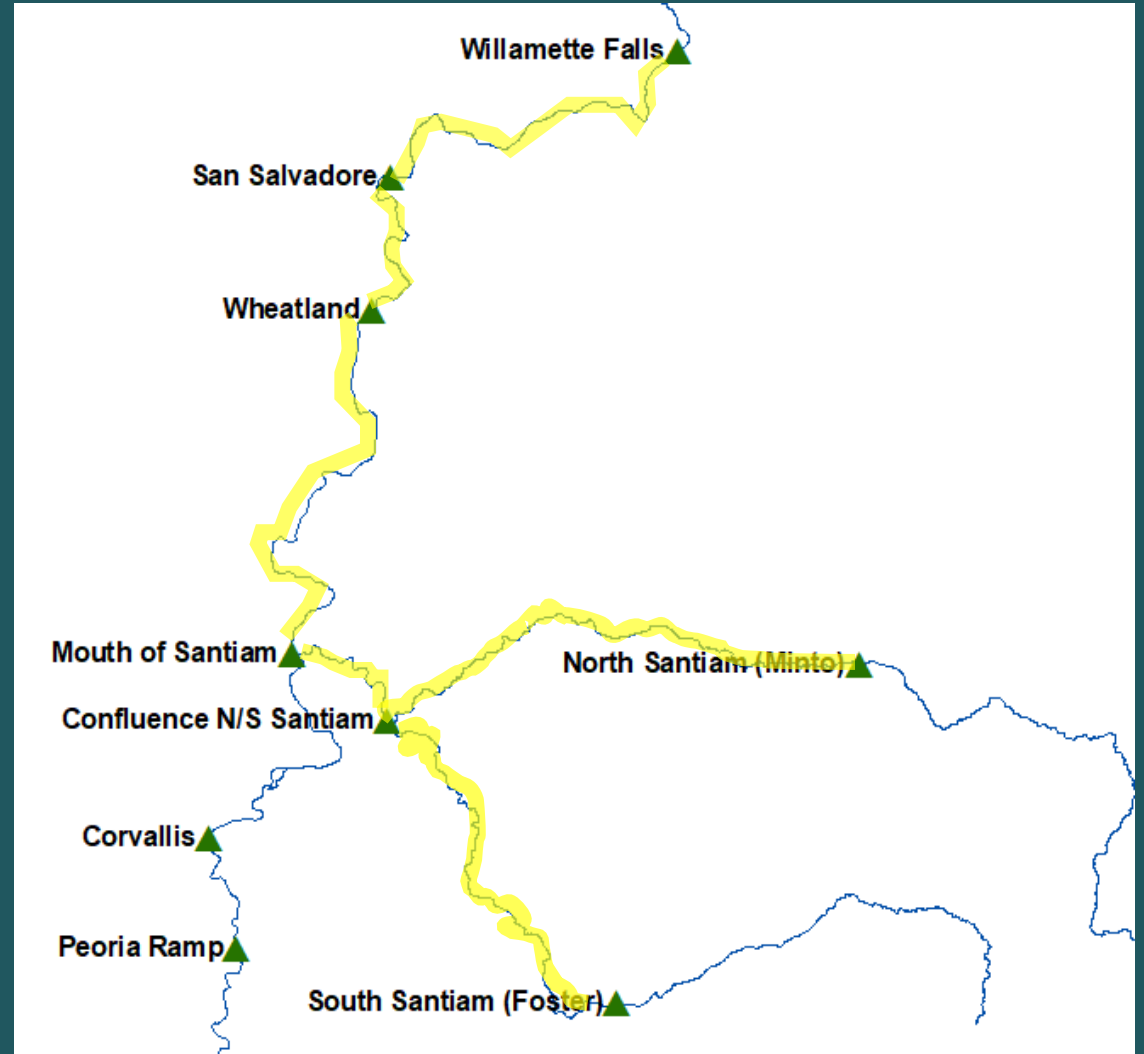 Willamette Falls
San Salvadore
Wheatland
Mouth of Santiam
North Santiam (Minto)
Confluence N/S Santiam
Corvallis
Peoria Ramp
South Santiam (Foster)